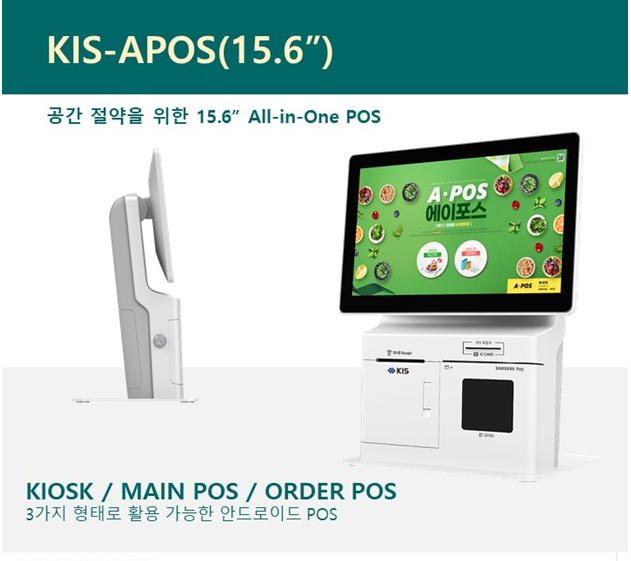 KIS-APOS(15.6”)
공간 절약을 위한 15.6” All-in-One POS
A·POS
에이포스
A·POS
IC CARD
KIS
SAMSUNG Pay
KIOSK / MAIN POS / ORDER POS
3가지 형태로 활용 가능한 안드로이드 POS